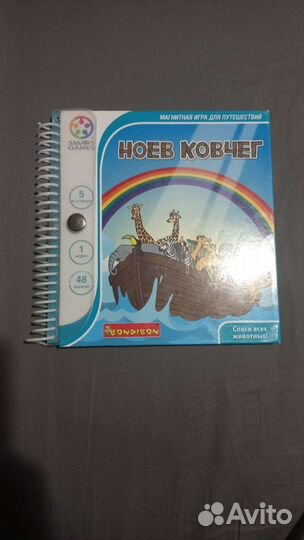 МАГНИТНАЯ ИГРА ДЛЯ ПУТЕШЕСТВИЙ
SMART
GAMES
НОЕВ КОВЧЕГ
5
1
48
BONDIBON
Спаси всех
животных!
Avito